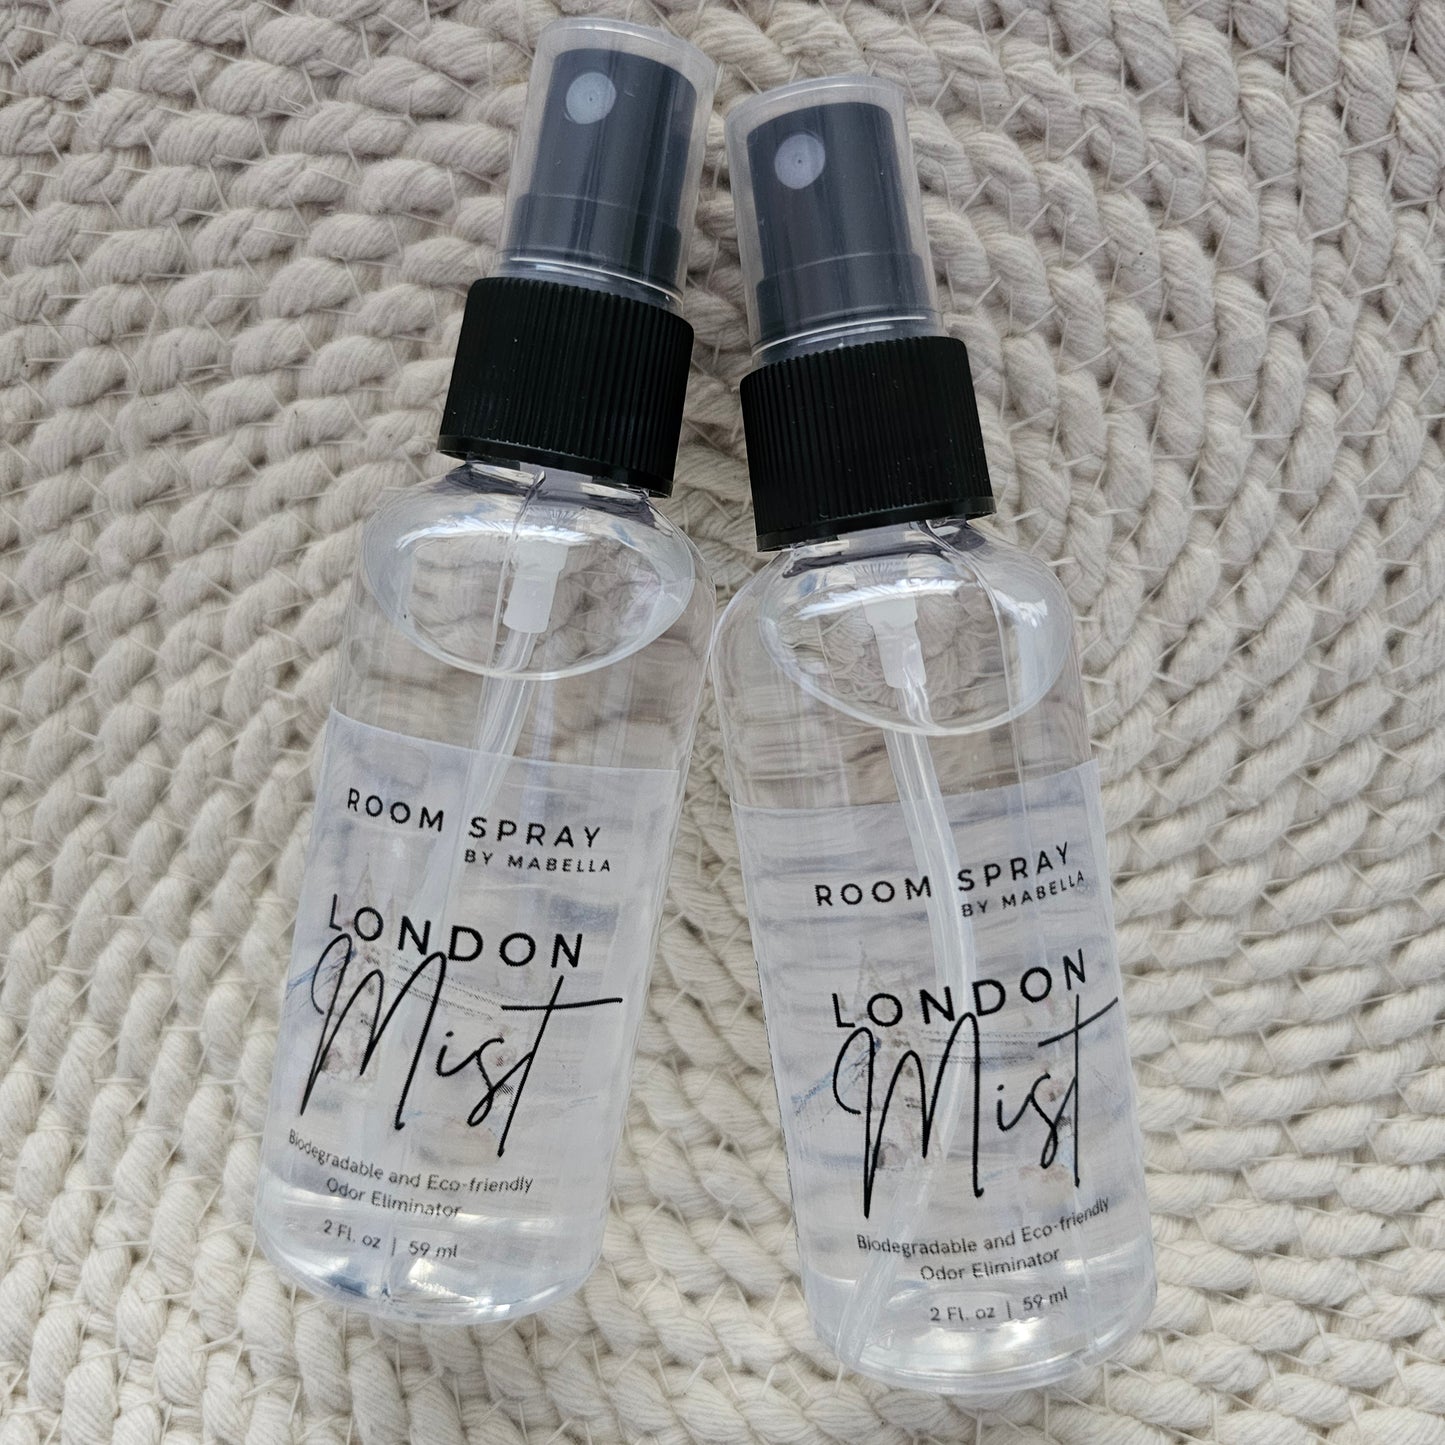 ROOM SPRAY
BY MABELLA
LONDON
Mist
Biodegradable and Eco-friendly
Odor Eliminator
2 Fl. oz | 59 ml
ROOM SPRAY
BY MABELLA
LONDON
Mist
Biodegradable and Eco-friendly
Odor Eliminator
2 Fl. oz | 59 ml